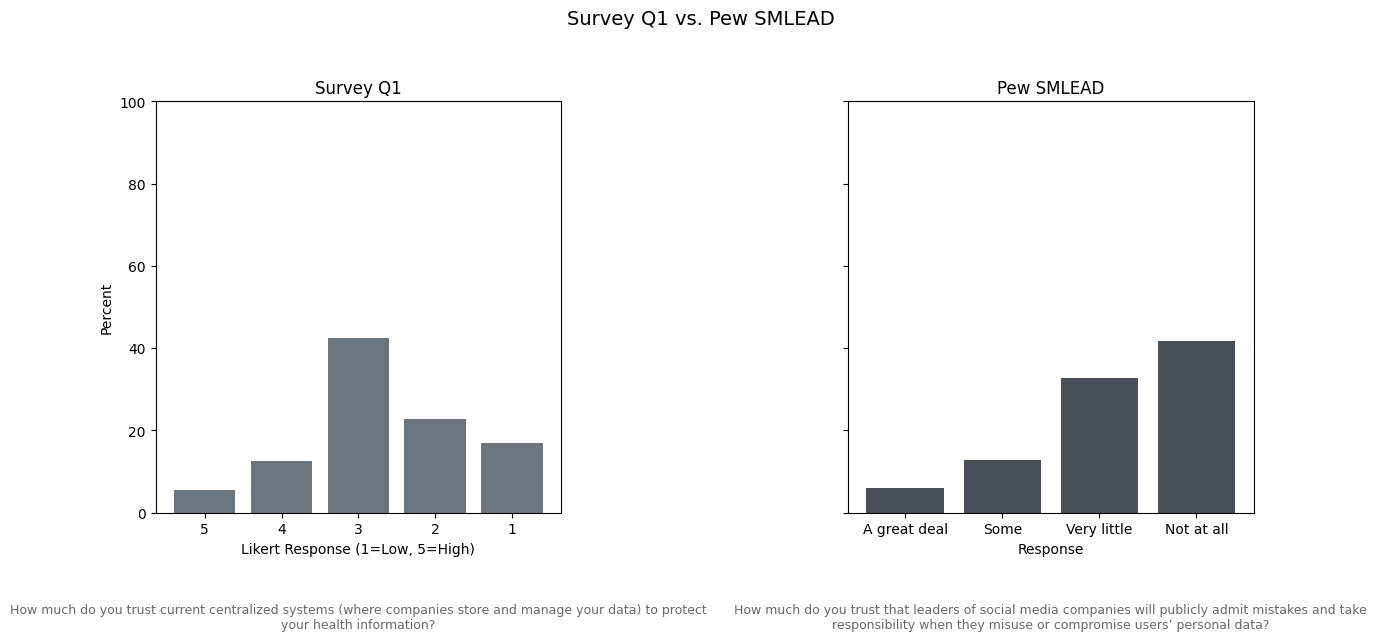 Survey Q1 vs. Pew SMLEAD
Survey Q1
100
80
60
40
20
0
Percent
5 4 3 2 1
Likert Response (1=Low, 5=High)
How much do you trust current centralized systems (where companies store and manage your data) to protect
your health information?
Pew SMLEAD
A great deal Some Very little Not at all
Response
How much do you trust that leaders of social media companies will publicly admit mistakes and take
responsibility when they misuse or compromise users’ personal data?